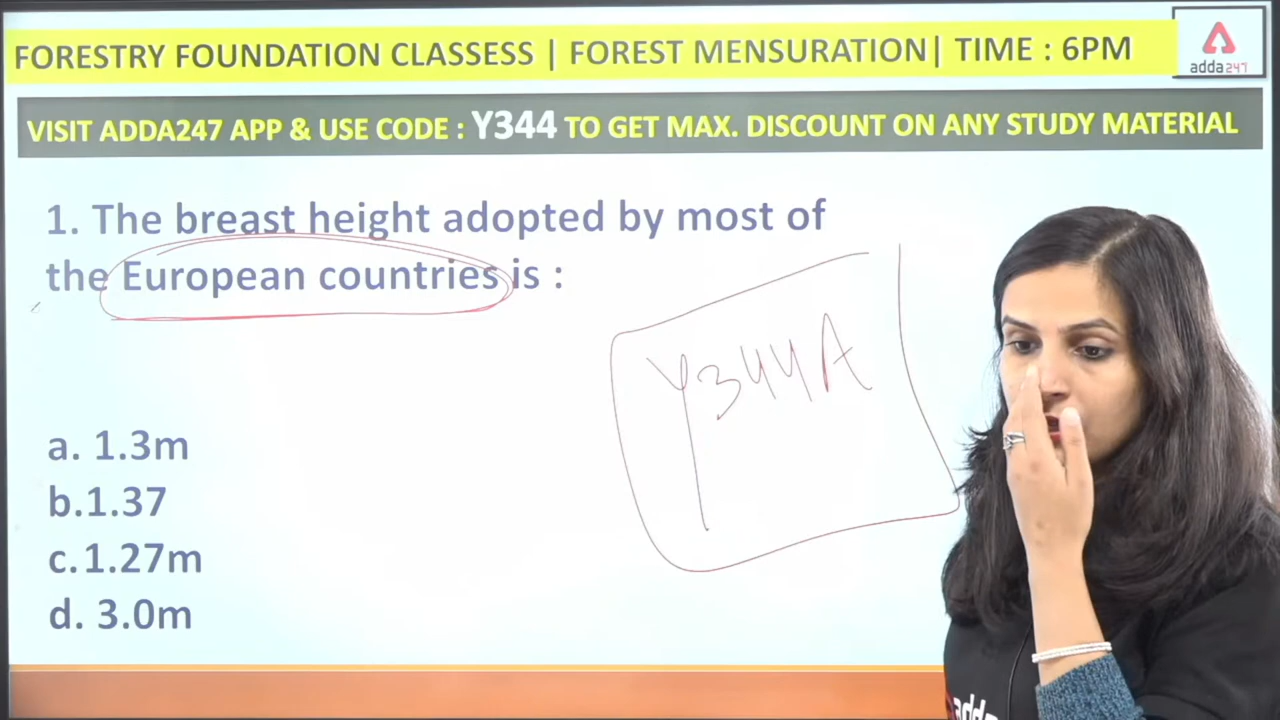 FORESTRY FOUNDATION CLASSESS | FOREST MENSURATION| TIME : 6PM
adda247
VISIT ADDA247 APP & USE CODE : Y344 TO GET MAX. DISCOUNT ON ANY STUDY MATERIAL
1. The breast height adopted by most of
the European countries is :
Y344A
a. 1.3m
b.1.37
c.1.27m
d. 3.0m